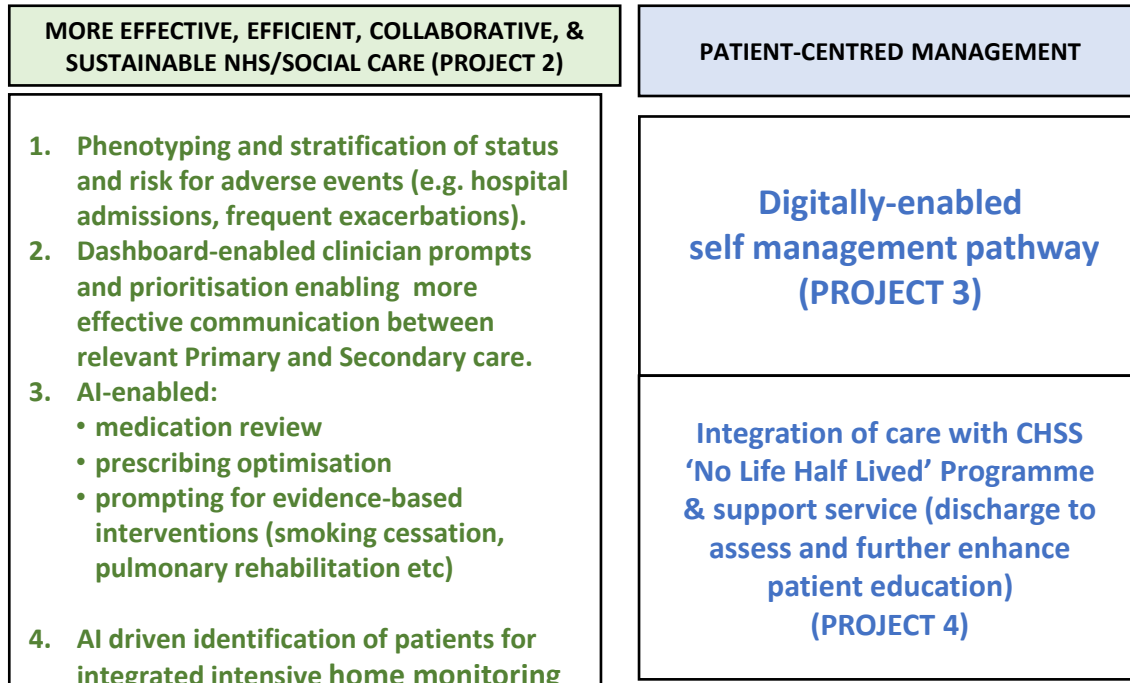 MORE EFFECTIVE, EFFICIENT, COLLABORATIVE, &
SUSTAINABLE NHS/SOCIAL CARE (PROJECT 2)
1. Phenotyping and stratification of status
and risk for adverse events (e.g. hospital
admissions, frequent exacerbations).
2. Dashboard-enabled clinician prompts
and prioritisation enabling more
effective communication between
relevant Primary and Secondary care.
3. AI-enabled:
• medication review
• prescribing optimisation
• prompting for evidence-based
interventions (smoking cessation,
pulmonary rehabilitation etc)
4. AI driven identification of patients for
integrated intensive home monitoring
PATIENT-CENTRED MANAGEMENT
Digitally-enabled
self management pathway
(PROJECT 3)
Integration of care with CHSS
‘No Life Half Lived’ Programme
& support service (discharge to
assess and further enhance
patient education)
(PROJECT 4)